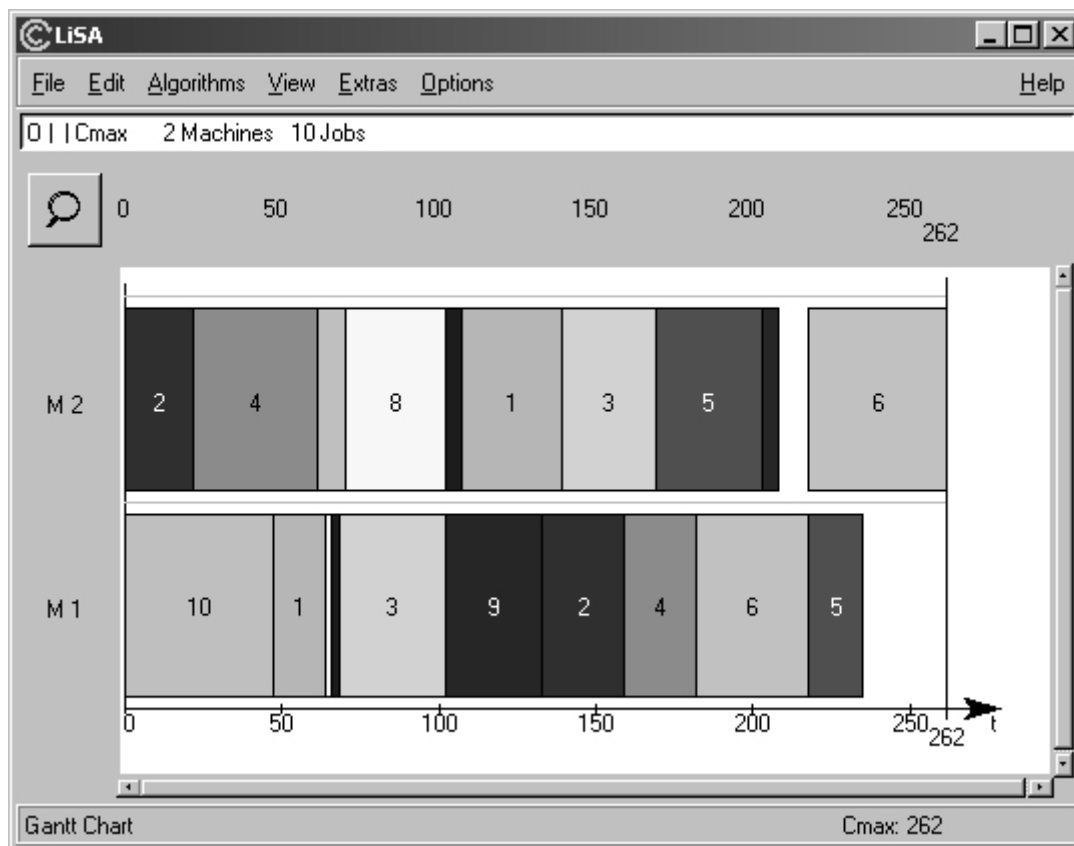 LiSA
File Edit Algorithms View Extras Options Help
O | | Cmax 2 Machines 10 Jobs
0 50 100 150 200 250
262
M 2 2 4 8 1 3 5 6
M 1 10 1 3 9 2 4 6 5
0 50 100 150 200 250 262 t
Gantt Chart Cmax: 262